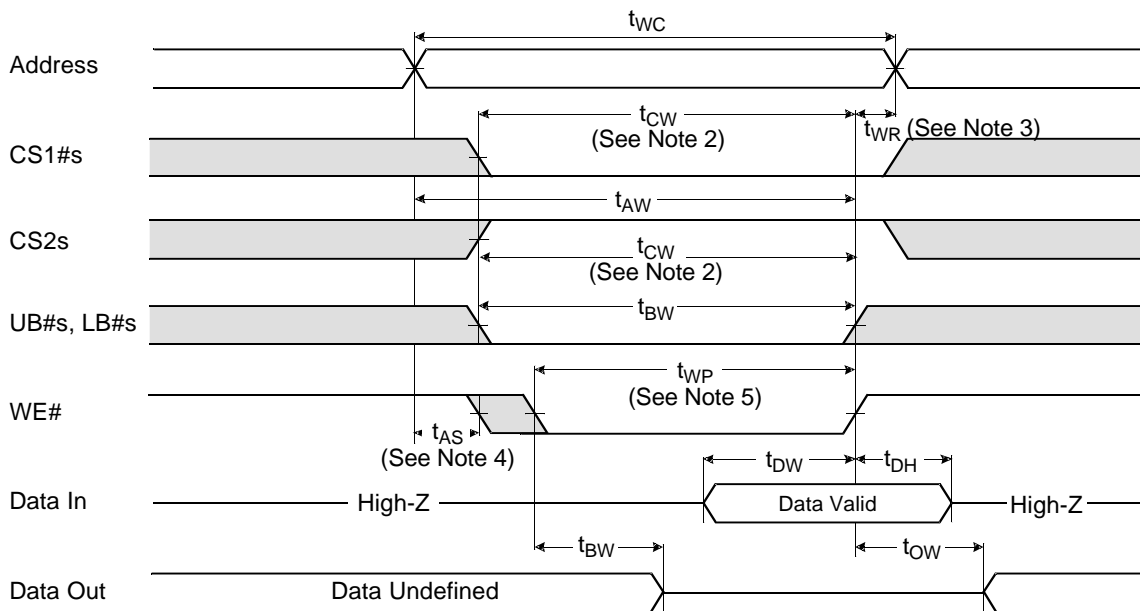 tWC
Address
tCW
(See Note 2)
tWR (See Note 3)
CS1#s
tAW
CS2s
tCW
(See Note 2)
tBW
UB#s, LB#s
tWP
(See Note 5)
WE#
tAS
(See Note 4)
tDW
tDH
Data In
High-Z
Data Valid
High-Z
tBW
tOW
Data Out
Data Undefined